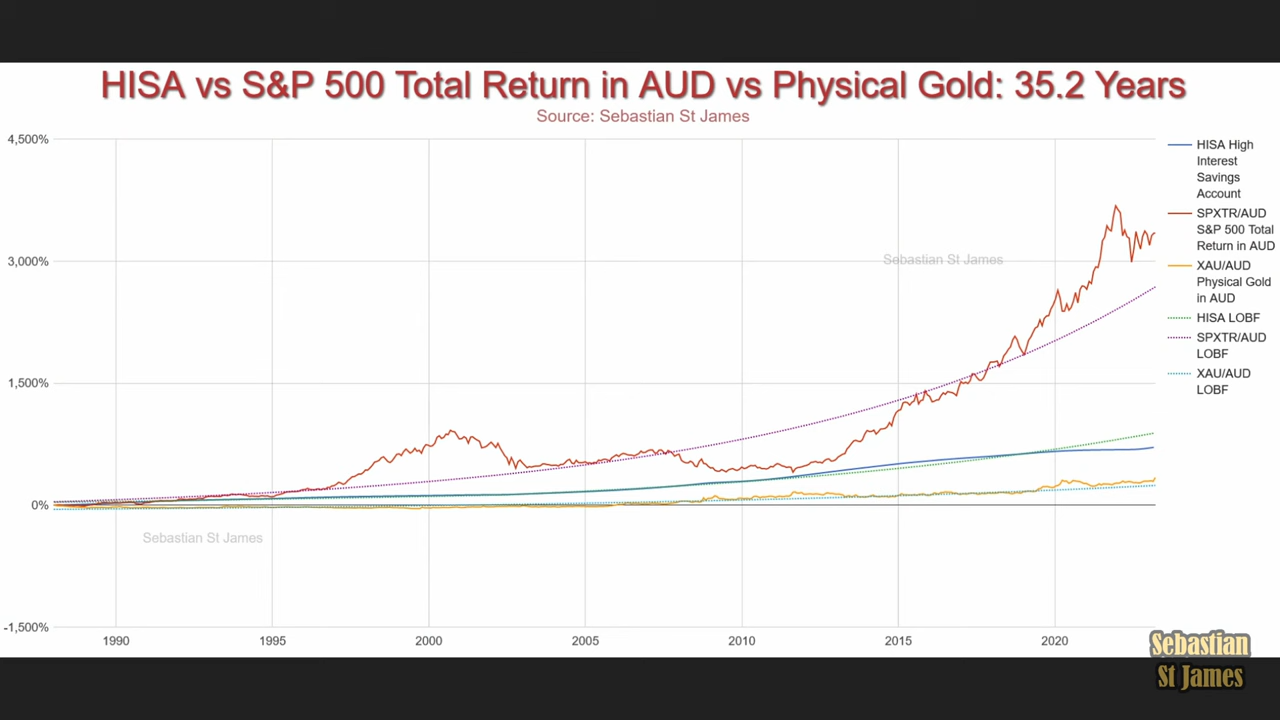 HISA vs S&P 500 Total Return in AUD vs Physical Gold: 35.2 Years
Source: Sebastian St James
4,500%
3,000%
1,500%
0%
-1,500%
1990
1995
2000
2005
2010
2015
2020
HISA High
Interest
Savings
Account
SPXTR/AUD
S&P 500 Total
Return in AUD
XAU/AUD
Physical Gold
in AUD
HISA LOBF
SPXTR/AUD
LOBF
XAU/AUD
LOBF
Sebastian St James
Sebastian St James
Sebastian
St James